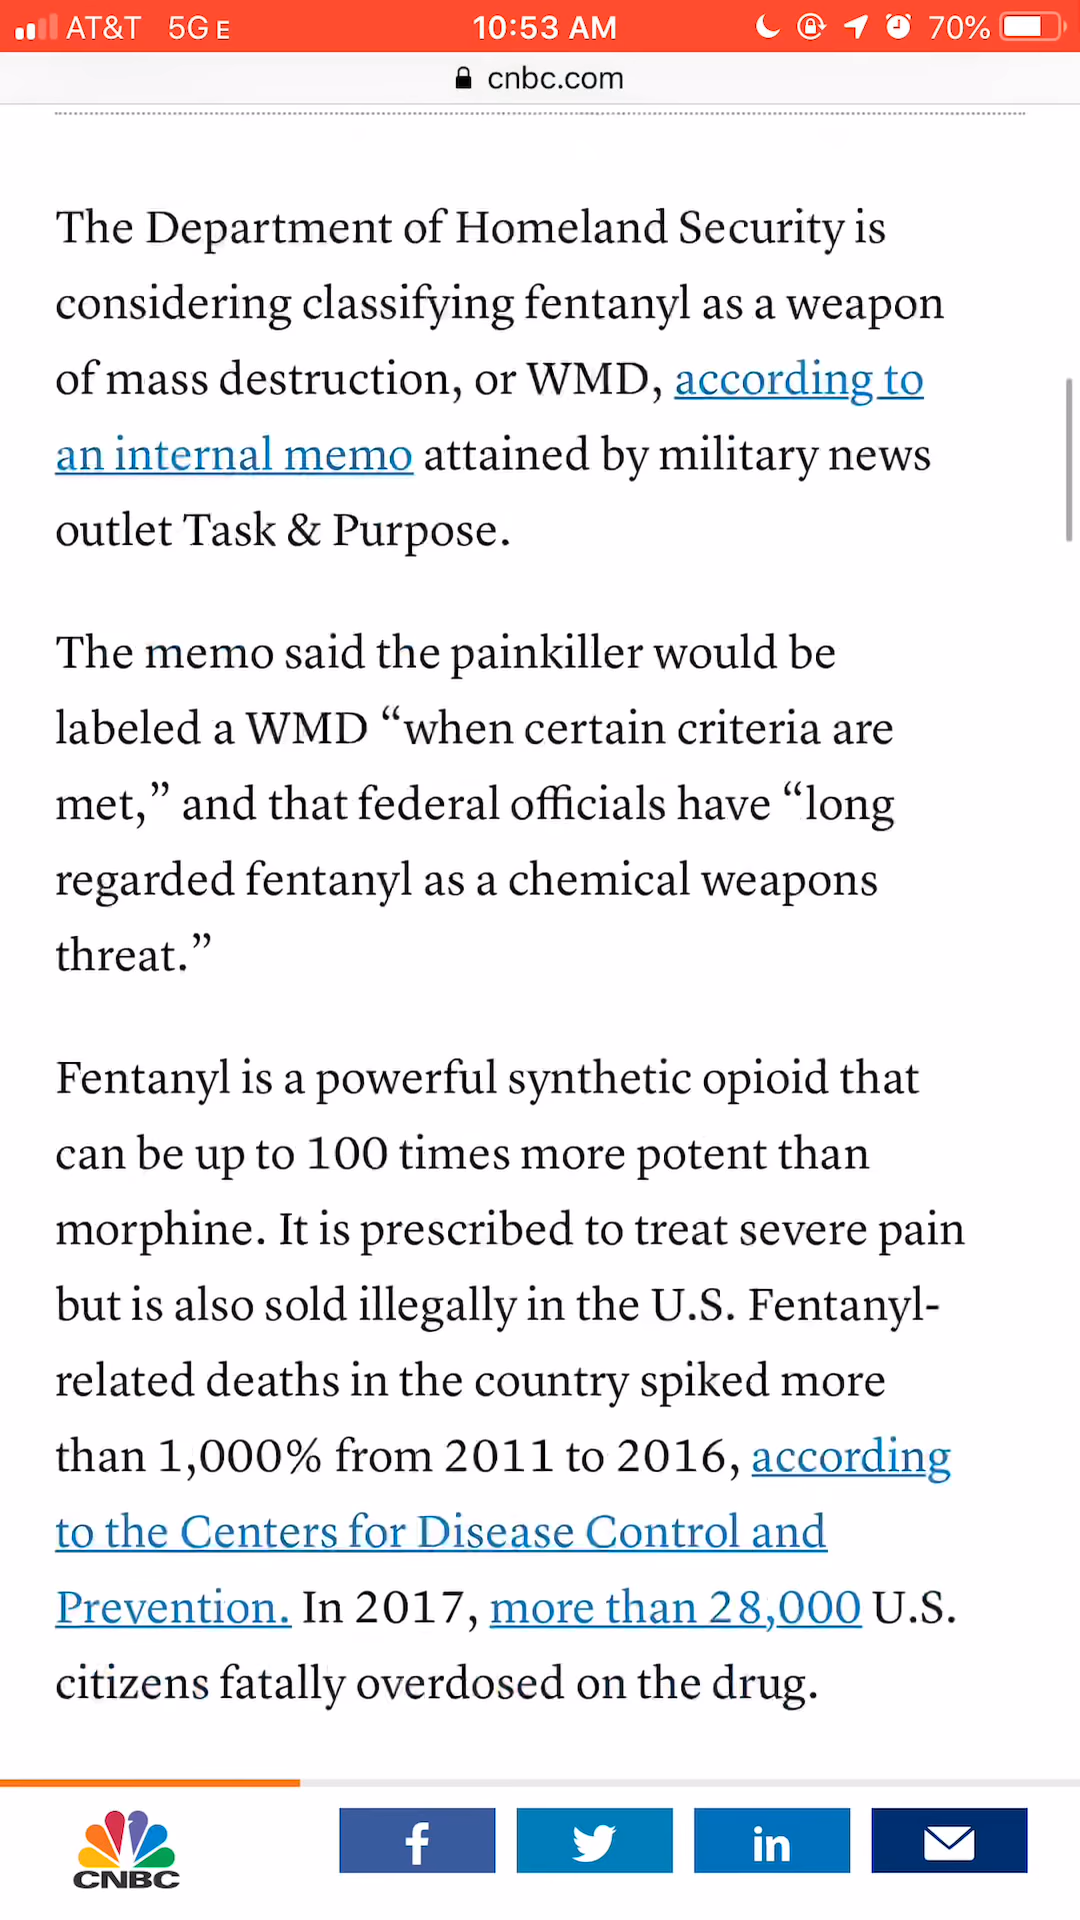 AT&T 5GE 10:53 AM 70%
cnbc.com
The Department of Homeland Security is
considering classifying fentanyl as a weapon
of mass destruction, or WMD, according to
an internal memo attained by military news
outlet Task & Purpose.
The memo said the painkiller would be
labeled a WMD “when certain criteria are
met,” and that federal officials have “long
regarded fentanyl as a chemical weapons
threat.”
Fentanyl is a powerful synthetic opioid that
can be up to 100 times more potent than
morphine. It is prescribed to treat severe pain
but is also sold illegally in the U.S. Fentanyl-
related deaths in the country spiked more
than 1,000% from 2011 to 2016, according
to the Centers for Disease Control and
Prevention. In 2017, more than 28,000 U.S.
citizens fatally overdosed on the drug.
CNBC f in